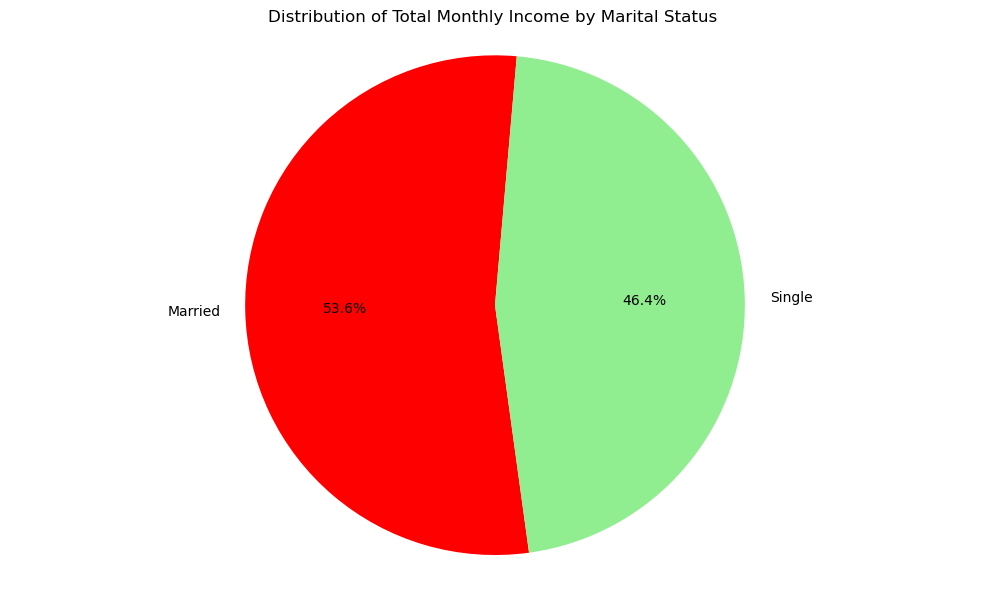 Distribution of Total Monthly Income by Marital Status
Married
53.6%
46.4%
Single